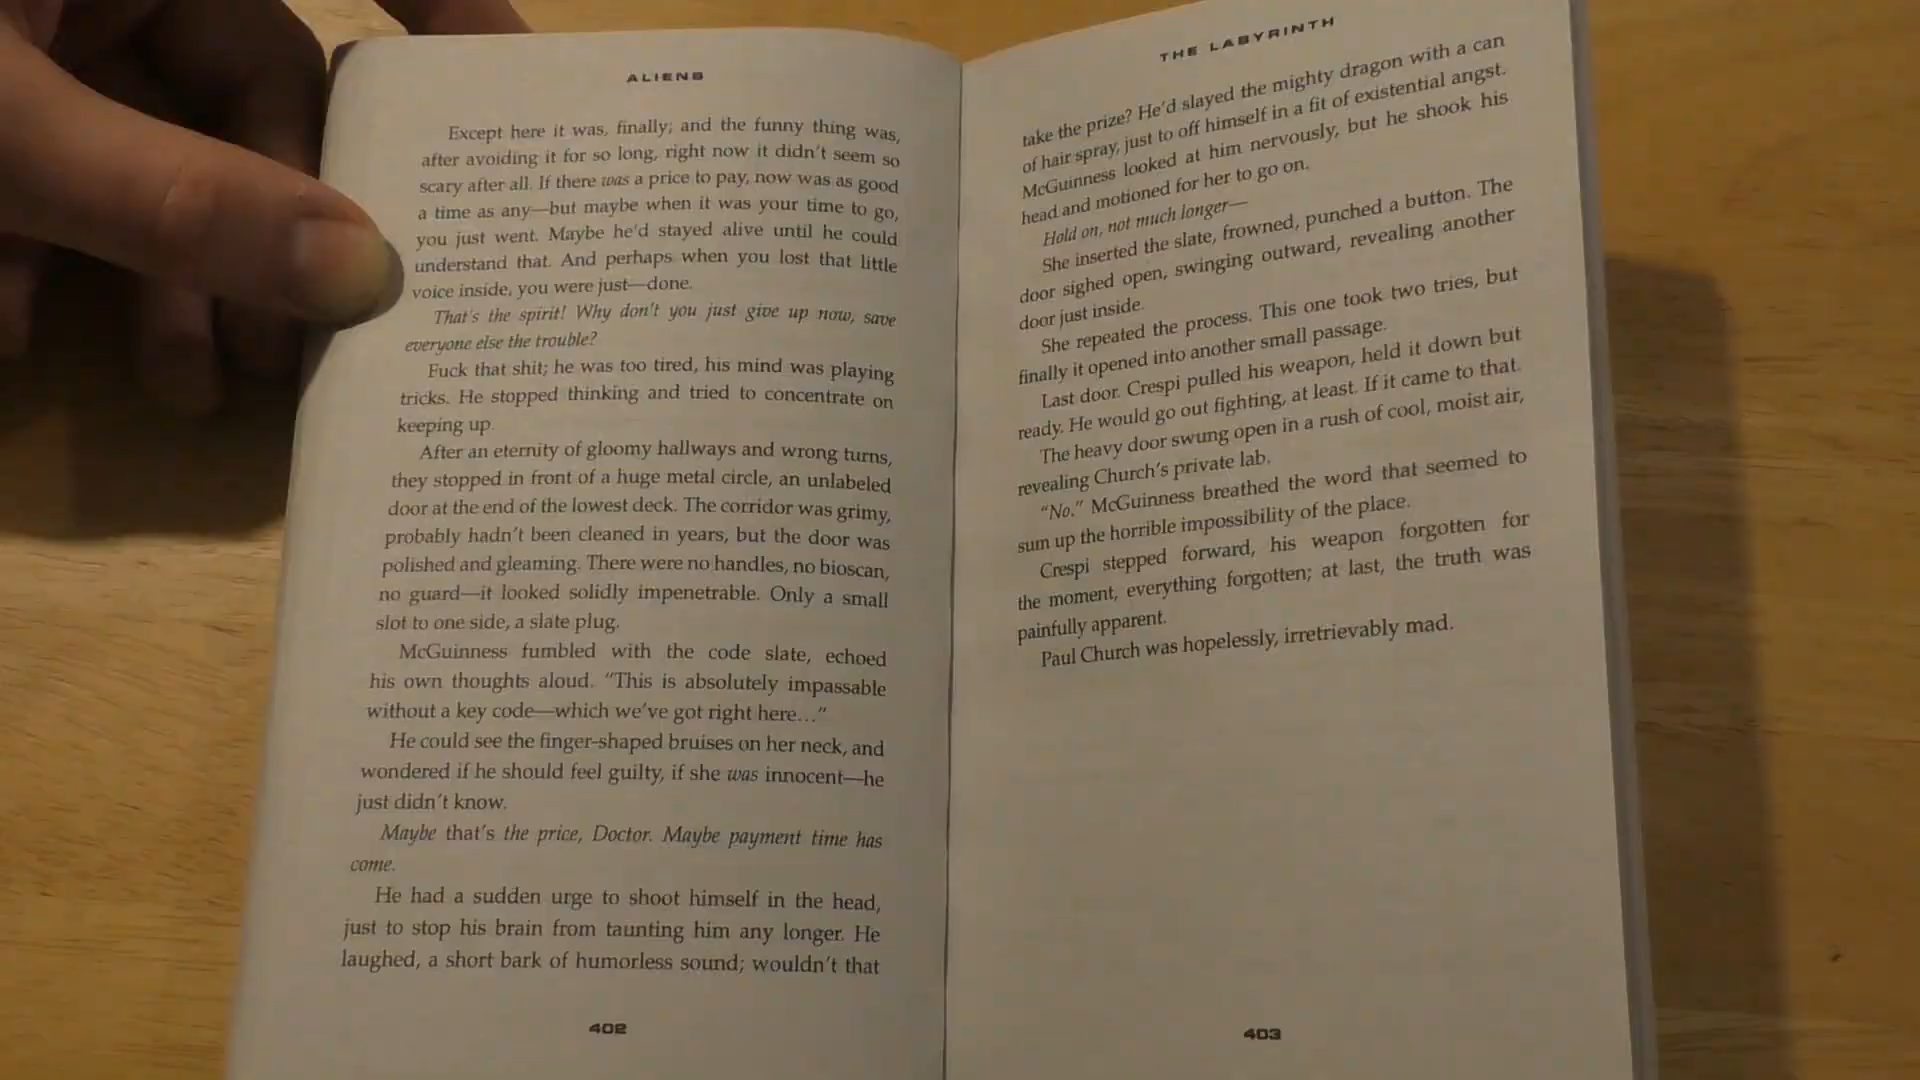 ALIENS
Except here it was, finally; and the funny thing was,
after avoiding it for so long, right now it didn't seem so
scary after all. If there was a price to pay, now was as good
a time as any—but maybe when it was your time to go,
you just went. Maybe he'd stayed alive until he could
understand that. And perhaps when you lost that little
voice inside, you were just—done.
That's the spirit! Why don't you just give up now, save
everyone else the trouble?
Fuck that shit; he was too tired, his mind was playing
tricks. He stopped thinking and tried to concentrate on
keeping up.
After an eternity of gloomy hallways and wrong turns,
they stopped in front of a huge metal circle, an unlabeled
door at the end of the lowest deck. The corridor was grimy,
probably hadn't been cleaned in years, but the door was
polished and gleaming. There were no handles, no bioscan,
no guard—it looked solidly impenetrable. Only a small
slot to one side, a slate plug.
McGuinness fumbled with the code slate, echoed
his own thoughts aloud. "This is absolutely impassable
without a key code—which we've got right here..."
He could see the finger-shaped bruises on her neck, and
wondered if he should feel guilty, if she was innocent—he
just didn't know.
Maybe that's the price, Doctor. Maybe payment time has
come.
He had a sudden urge to shoot himself in the head,
just to stop his brain from taunting him any longer. He
laughed, a short bark of humorless sound; wouldn't that
402
THE LABYRINTH
take the prize? He'd slayed the mighty dragon with a can
of hair spray, just to off himself in a fit of existential angst.
McGuinness looked at him nervously, but he shook his
head and motioned for her to go on.
Hold on, not much longer—
She inserted the slate, frowned, punched a button. The
door sighed open, swinging outward, revealing another
door just inside.
She repeated the process. This one took two tries, but
finally it opened into another small passage.
Last door. Crespi pulled his weapon, held it down but
ready. He would go out fighting, at least. If it came to that.
The heavy door swung open in a rush of cool, moist air,
revealing Church's private lab.
"No." McGuinness breathed the word that seemed to
sum up the horrible impossibility of the place.
Crespi stepped forward, his weapon forgotten for
the moment, everything forgotten; at last, the truth was
painfully apparent.
Paul Church was hopelessly, irretrievably mad.
403